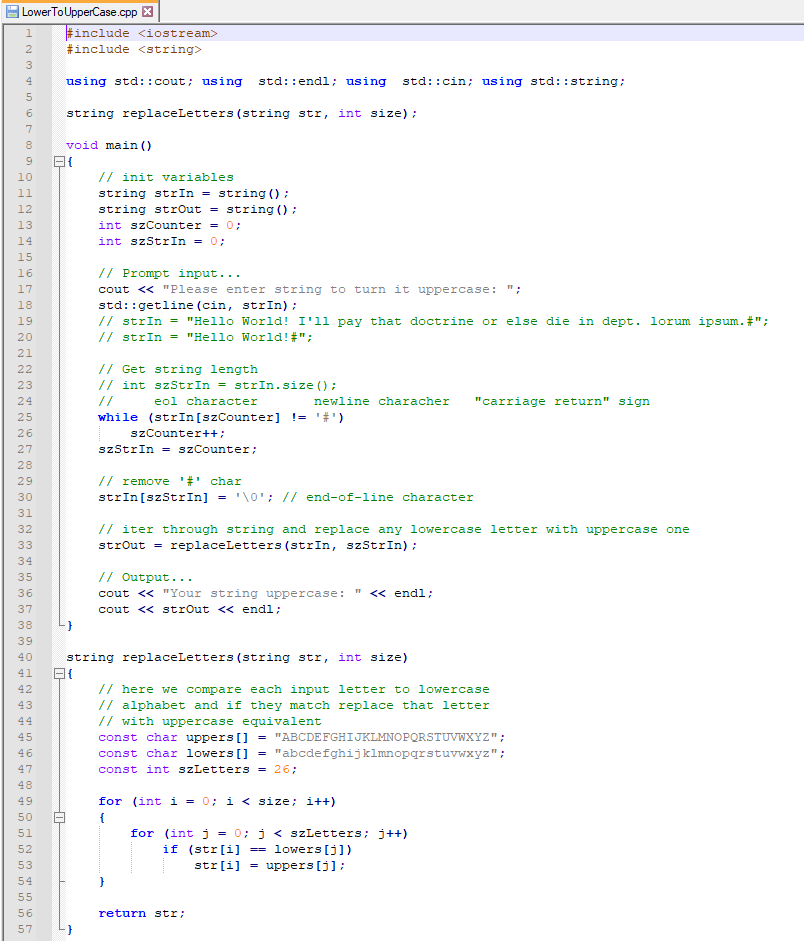 LowerToUpperCase.cpp
1 #include <iostream>
2 #include <string>
3
4 using std::cout; using  std::endl; using  std::cin; using std::string;
5
6 string replaceLetters(string str, int size);
7
8 void main()
9 {
10     // init variables
11     string strIn = string();
12     string strOut = string();
13     int szCounter = 0;
14     int szStrIn = 0;
15
16     // Prompt input...
17     cout << "Please enter string to turn it uppercase: ";
18     std::getline(cin, strIn);
19     // strIn = "Hello World! I'll pay that doctrine or else die in dept. lorum ipsum.#";
20     // strIn = "Hello World!#";
21
22     // Get string length
23     // int szStrIn = strIn.size();
24     //     eol character       newline characher   "carriage return" sign
25     while (strIn[szCounter] != '#')
26         szCounter++;
27     szStrIn = szCounter;
28
29     // remove '#' char
30     strIn[szStrIn] = '\0'; // end-of-line character
31
32     // iter through string and replace any lowercase letter with uppercase one
33     strOut = replaceLetters(strIn, szStrIn);
34
35     // Output...
36     cout << "Your string uppercase: " << endl;
37     cout << strOut << endl;
38 }
39
40 string replaceLetters(string str, int size)
41 {
42     // here we compare each input letter to lowercase
43     // alphabet and if they match replace that letter
44     // with uppercase equivalent
45     const char uppers[] = "ABCDEFGHIJKLMNOPQRSTUVWXYZ";
46     const char lowers[] = "abcdefghijklmnopqrstuvwxyz";
47     const int szLetters = 26;
48
49     for (int i = 0; i < size; i++)
50     {
51         for (int j = 0; j < szLetters; j++)
52             if (str[i] == lowers[j])
53                 str[i] = uppers[j];
54     }
55
56     return str;
57 }